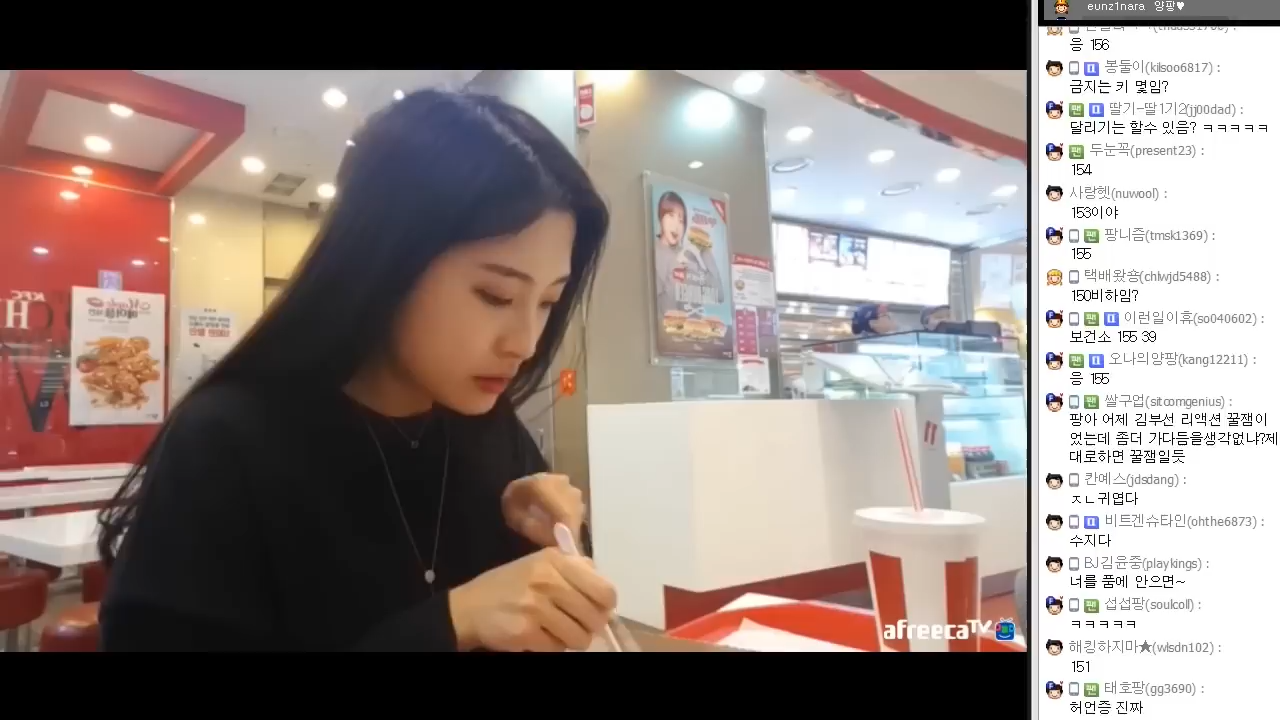 eunz1nara 양팡♥
응 156
봉둘이(kilsoo6817) :
금지는 키 몇임?
딸기-딸1기2(jj00dad) :
달리기는 할수 있음? ㅋㅋㅋㅋㅋ
두눈꼭(present23) :
154
사랑헷(nuwool) :
153이야
팡니즘(tmsk1369) :
155
택배왔숑(chlwjd5488) :
150비하임?
이런일이휴(so040602) :
보건소 155 39
오나의양팡(kang12211) :
응 155
쌀구업(sitcomgenius) :
팡아 어제 김부선 리액션 꿀잼이
엇는데 좀더 가다듬을생각없냐?제
대로하면 꿀잼일듯
칸예스(jdsdang) :
ㅈㄴ귀엽다
비트겐슈타인(ohthe6873) :
수지다
BJ김윤중(playkings) :
너를 품에 안으면~
섭섭팡(soulcoll) :
ㅋㅋㅋㅋㅋ
해킹하지마★(wlsdn102) :
151
태호팡(gg3690) :
허언증 진짜
afreecaTV